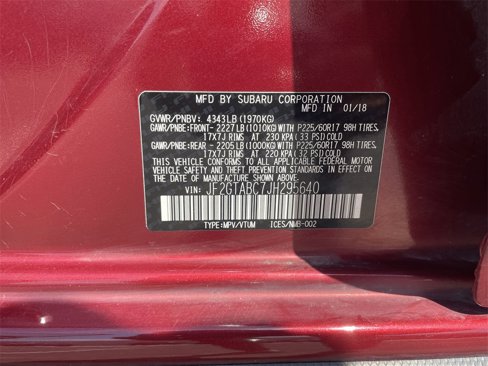 MFD BY SUBARU CORPORATION
GVWR/PNBV: 4343LB(1970KG) 01/18
GAWR/PNBE:FRONT- 2227LB(1010KG)WITH P225/60R17 98H TIRES,
17X7J RIMS AT 230 KPA( 33 PSI)COLD
GAWR/PNBE:REAR - 2205LB(1000KG)WITH P225/60R17 98H TIRES,
17X7J RIMS AT 220 KPA( 32 PSI)COLD
THIS VEHICLE CONFORMS TO ALL APPLICABLE FEDERAL MOTOR
VEHICLE SAFETY AND THEFT PREVENTION STANDARDS IN EFFECT ON
THE DATE OF MANUFACTURE SHOWN ABOVE.
VIN: JF2GTABC7JH295640
TYPE:MPV/VTUM ICES/NMB-002